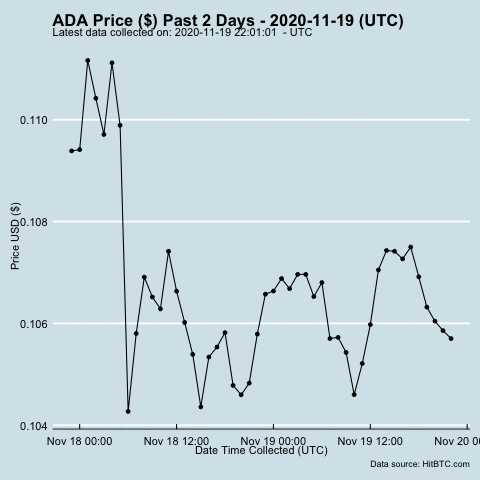 ADA Price ($) Past 2 Days - 2020-11-19 (UTC)
Latest data collected on: 2020-11-19 22:01:01  - UTC
0.110
0.108
Price USD ($)
0.106
0.104
Nov 18 00:00 Nov 18 12:00 Nov 19 00:00 Nov 19 12:00 Nov 20 0
Date Time Collected (UTC)
Data source: HitBTC.com